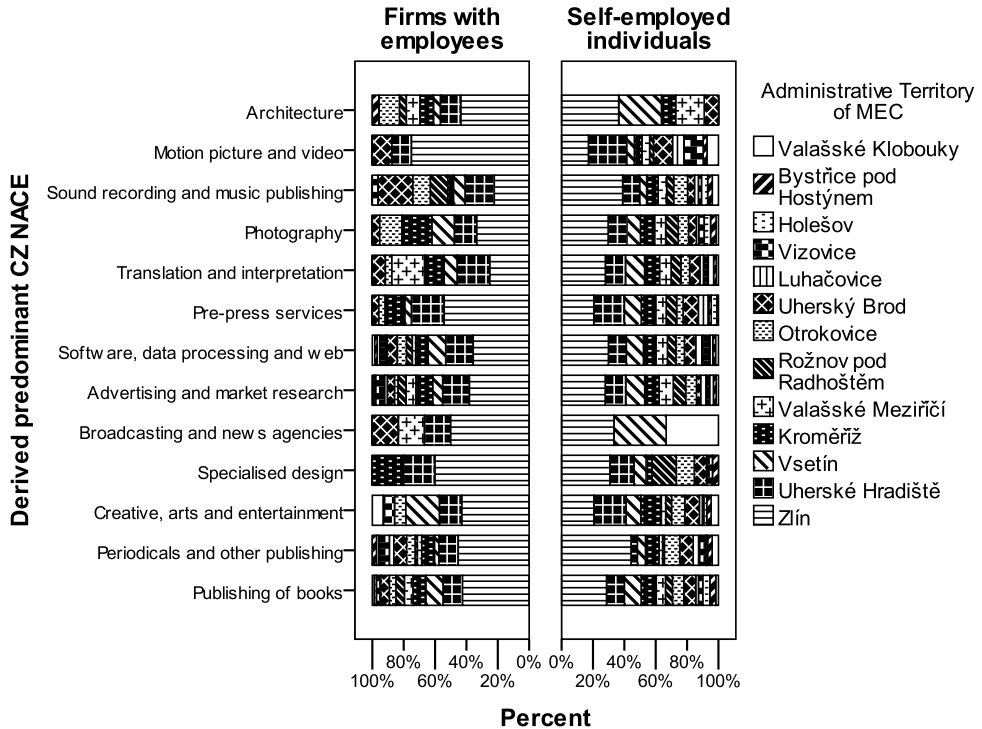 Firms with
employees
Self-employed
individuals
Derived predominant CZ NACE
Architecture
Motion picture and video
Sound recording and music publishing
Photography
Translation and interpretation
Pre-press services
Software, data processing and web
Advertising and market research
Broadcasting and news agencies
Specialised design
Creative, arts and entertainment
Periodicals and other publishing
Publishing of books
80% 40% 0% 0% 40% 80%
100% 60% 20% 20% 60% 100%
Percent
Administrative Territory
of MEC
Valašské Klobouky
Bystřice pod
Hostýnem
Holešov
Vizovice
Luhačovice
Uherský Brod
Otrokovice
Rožnov pod
Radhoštěm
Valašské Meziříčí
Kroměříž
Vsetín
Uherské Hradiště
Zlín